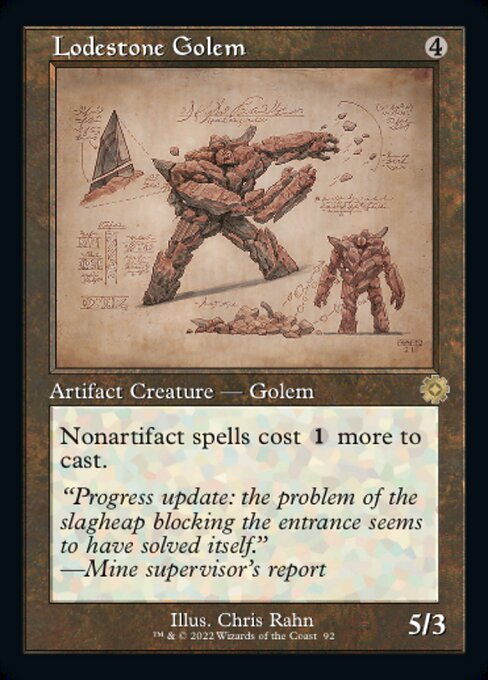 Lodestone Golem 4
Artifact Creature — Golem
Nonartifact spells cost 1 more to
cast.
“Progress update: the problem of the
slagheap blocking the entrance seems
to have solved itself.”
—Mine supervisor’s report
Illus. Chris Rahn
5/3
™ & © 2022 Wizards of the Coast 92